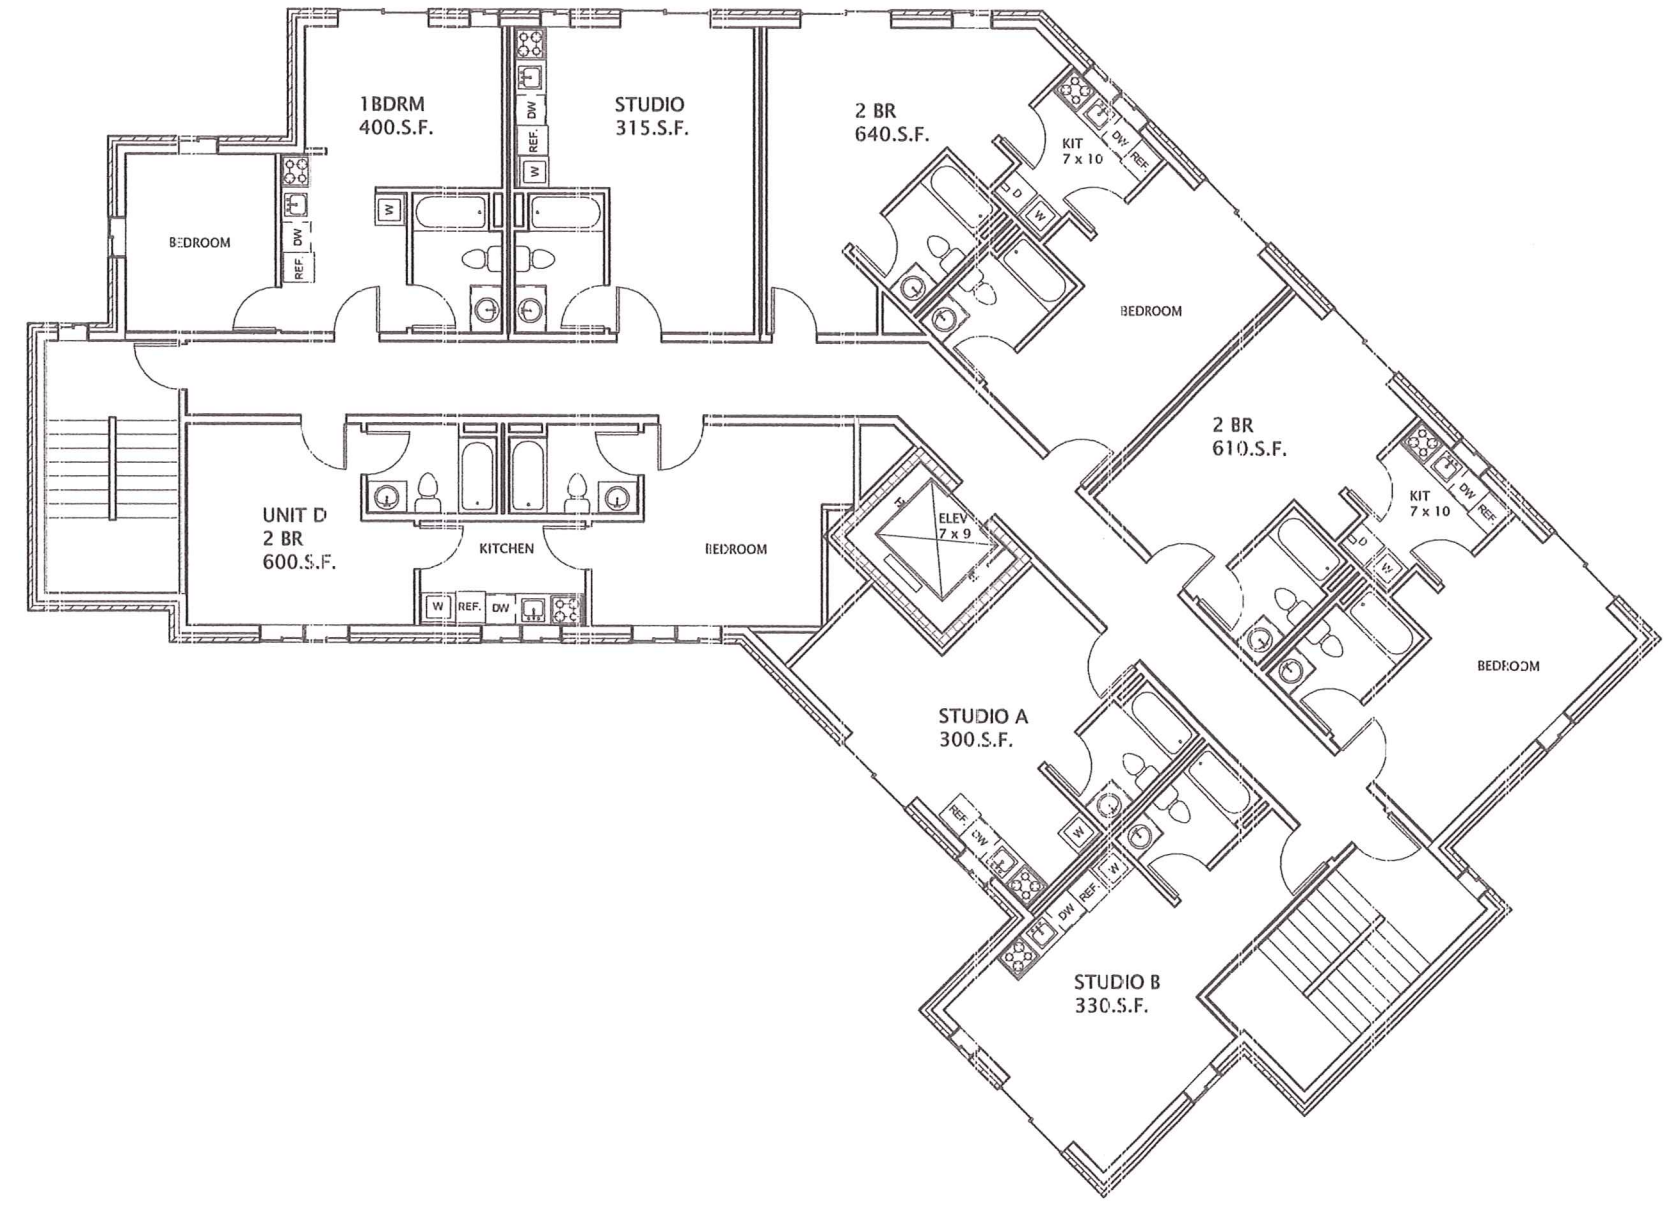 1BDRM
400.S.F.
STUDIO
315.S.F.
2 BR
640.S.F.
KIT
7 x 10
DW
REF.
D
W
BEDROOM
DW
REF.
W
DW
REF.
W
BEDROOM
2 BR
610.S.F.
KIT
7 x 10
DW
REF.
D
W
BEDROOM
UNIT D
2 BR
600.S.F.
KITCHEN
W
REF.
DW
BEDROOM
ELEV
7 x 9
STUDIO A
300.S.F.
REF.
DW
W
STUDIO B
330.S.F.
W
REF.
DW